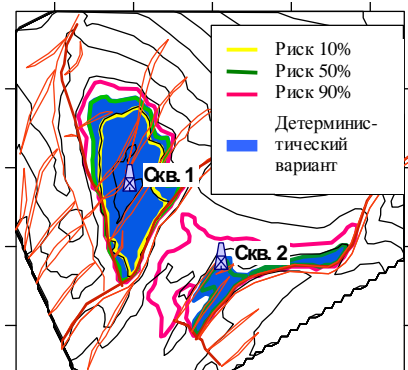 Риск 10%
Риск 50%
Риск 90%
Детерминис-
тический
вариант
Скв. 1
Скв. 2